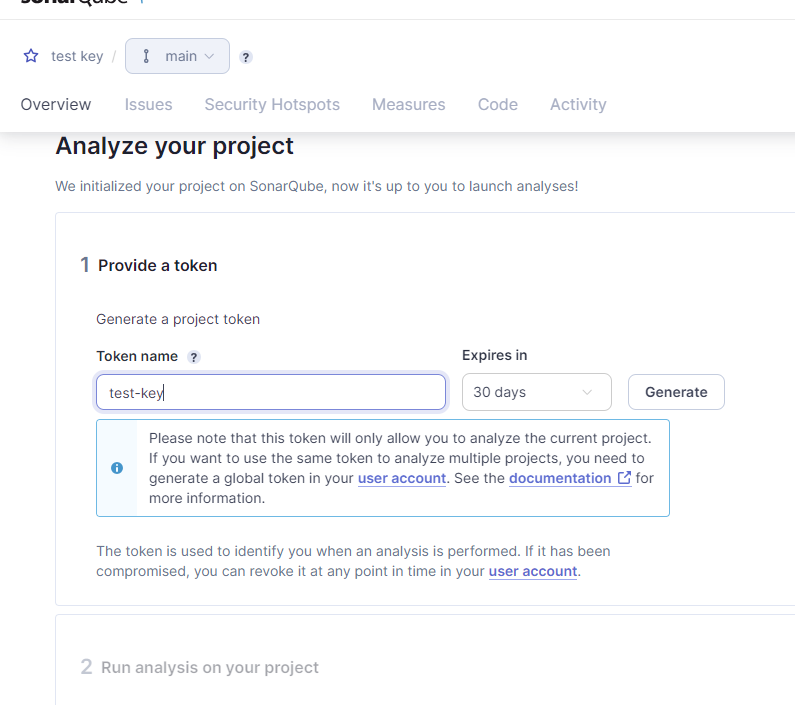 sonarQube
test key / main ?
Overview Issues Security Hotspots Measures Code Activity
Analyze your project
We initialized your project on SonarQube, now it's up to you to launch analyses!
1 Provide a token
Generate a project token
Token name ? Expires in
test-key 30 days Generate
Please note that this token will only allow you to analyze the current project.
If you want to use the same token to analyze multiple projects, you need to
generate a global token in your user account. See the documentation for
more information.
The token is used to identify you when an analysis is performed. If it has been
compromised, you can revoke it at any point in time in your user account.
2 Run analysis on your project